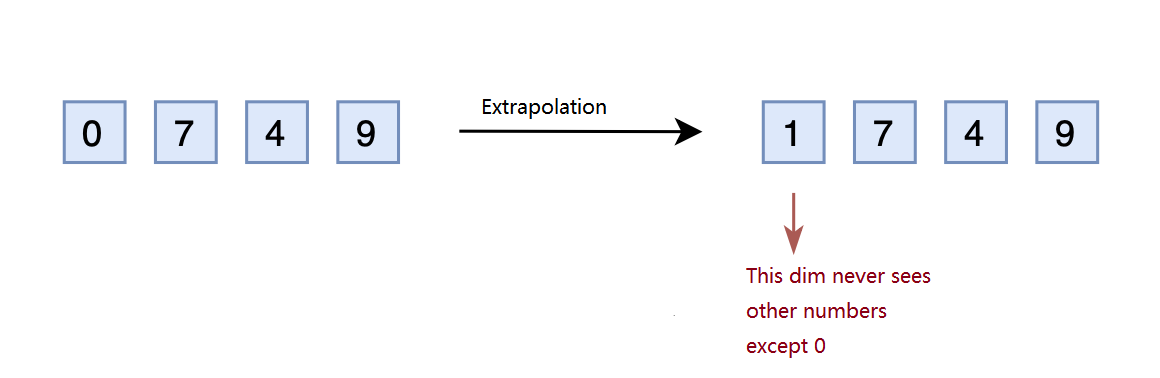 Extrapolation
0 7 4 9
1 7 4 9
This dim never sees
other numbers
except 0